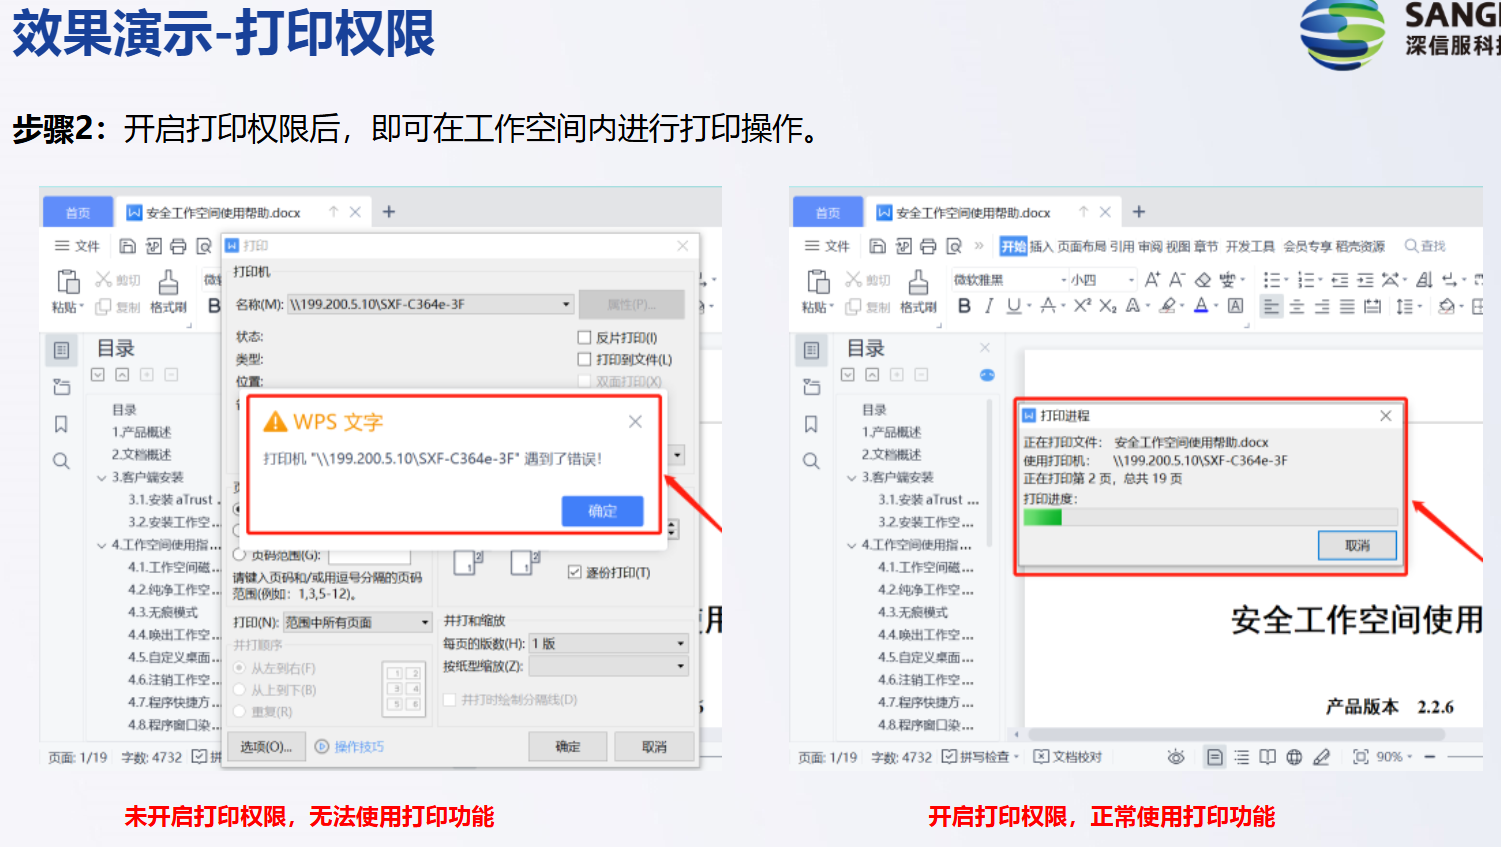 效果演示-打印权限
SANGF
深信服科技
步骤2：开启打印权限后，即可在工作空间内进行打印操作。
首页
安全工作空间使用帮助.docx
文件
剪切
粘贴
复制
格式刷
B
目录
目录
1.产品概述
2.文档概述
3.客户端安装
3.1.安装 aTrust ...
3.2.安装工作空...
4.工作空间使用指...
4.1.工作空间磁...
4.2.纯净工作空...
4.3.无痕模式
4.4.唤出工作空...
4.5.自定义桌面...
4.6.注销工作空...
4.7.程序快捷方...
4.8.程序窗口染...
页面: 1/19 字数: 4732
打印
打印机
名称(M): \\199.200.5.10\SXF-C364e-3F
属性(P)...
状态:
反片打印(I)
类型:
打印到文件(L)
位置:
双面打印(X)
WPS 文字
打印机 "\\199.200.5.10\SXF-C364e-3F" 遇到了错误!
确定
页码范围(G):
请键入页码和/或用逗号分隔的页码
范围(例如: 1,3,5-12)。
逐份打印(T)
打印(N): 范围中所有页面
并打和缩放
并打顺序
每页的版数(H): 1 版
从左到右(F)
按纸型缩放(Z):
从上到下(B)
重复(R)
并打时绘制分隔线(D)
选项(O)...
操作技巧
确定
取消
未开启打印权限，无法使用打印功能
首页
安全工作空间使用帮助.docx
文件
开始 插入 页面布局 引用 审阅 视图 章节 开发工具 会员专享 稻壳资源
查找
剪切
微软雅黑
小四
粘贴
复制
格式刷
目录
目录
1.产品概述
2.文档概述
3.客户端安装
3.1.安装 aTrust ...
3.2.安装工作空...
4.工作空间使用指...
4.1.工作空间磁...
4.2.纯净工作空...
4.3.无痕模式
4.4.唤出工作空...
4.5.自定义桌面...
4.6.注销工作空...
4.7.程序快捷方...
4.8.程序窗口染...
打印进程
正在打印文件: 安全工作空间使用帮助.docx
使用打印机: \\199.200.5.10\SXF-C364e-3F
正在打印第 2 页，总共 19 页
打印进度:
取消
安全工作空间使用
产品版本 2.2.6
页面: 1/19 字数: 4732 拼写检查 文档校对
90%
开启打印权限，正常使用打印功能